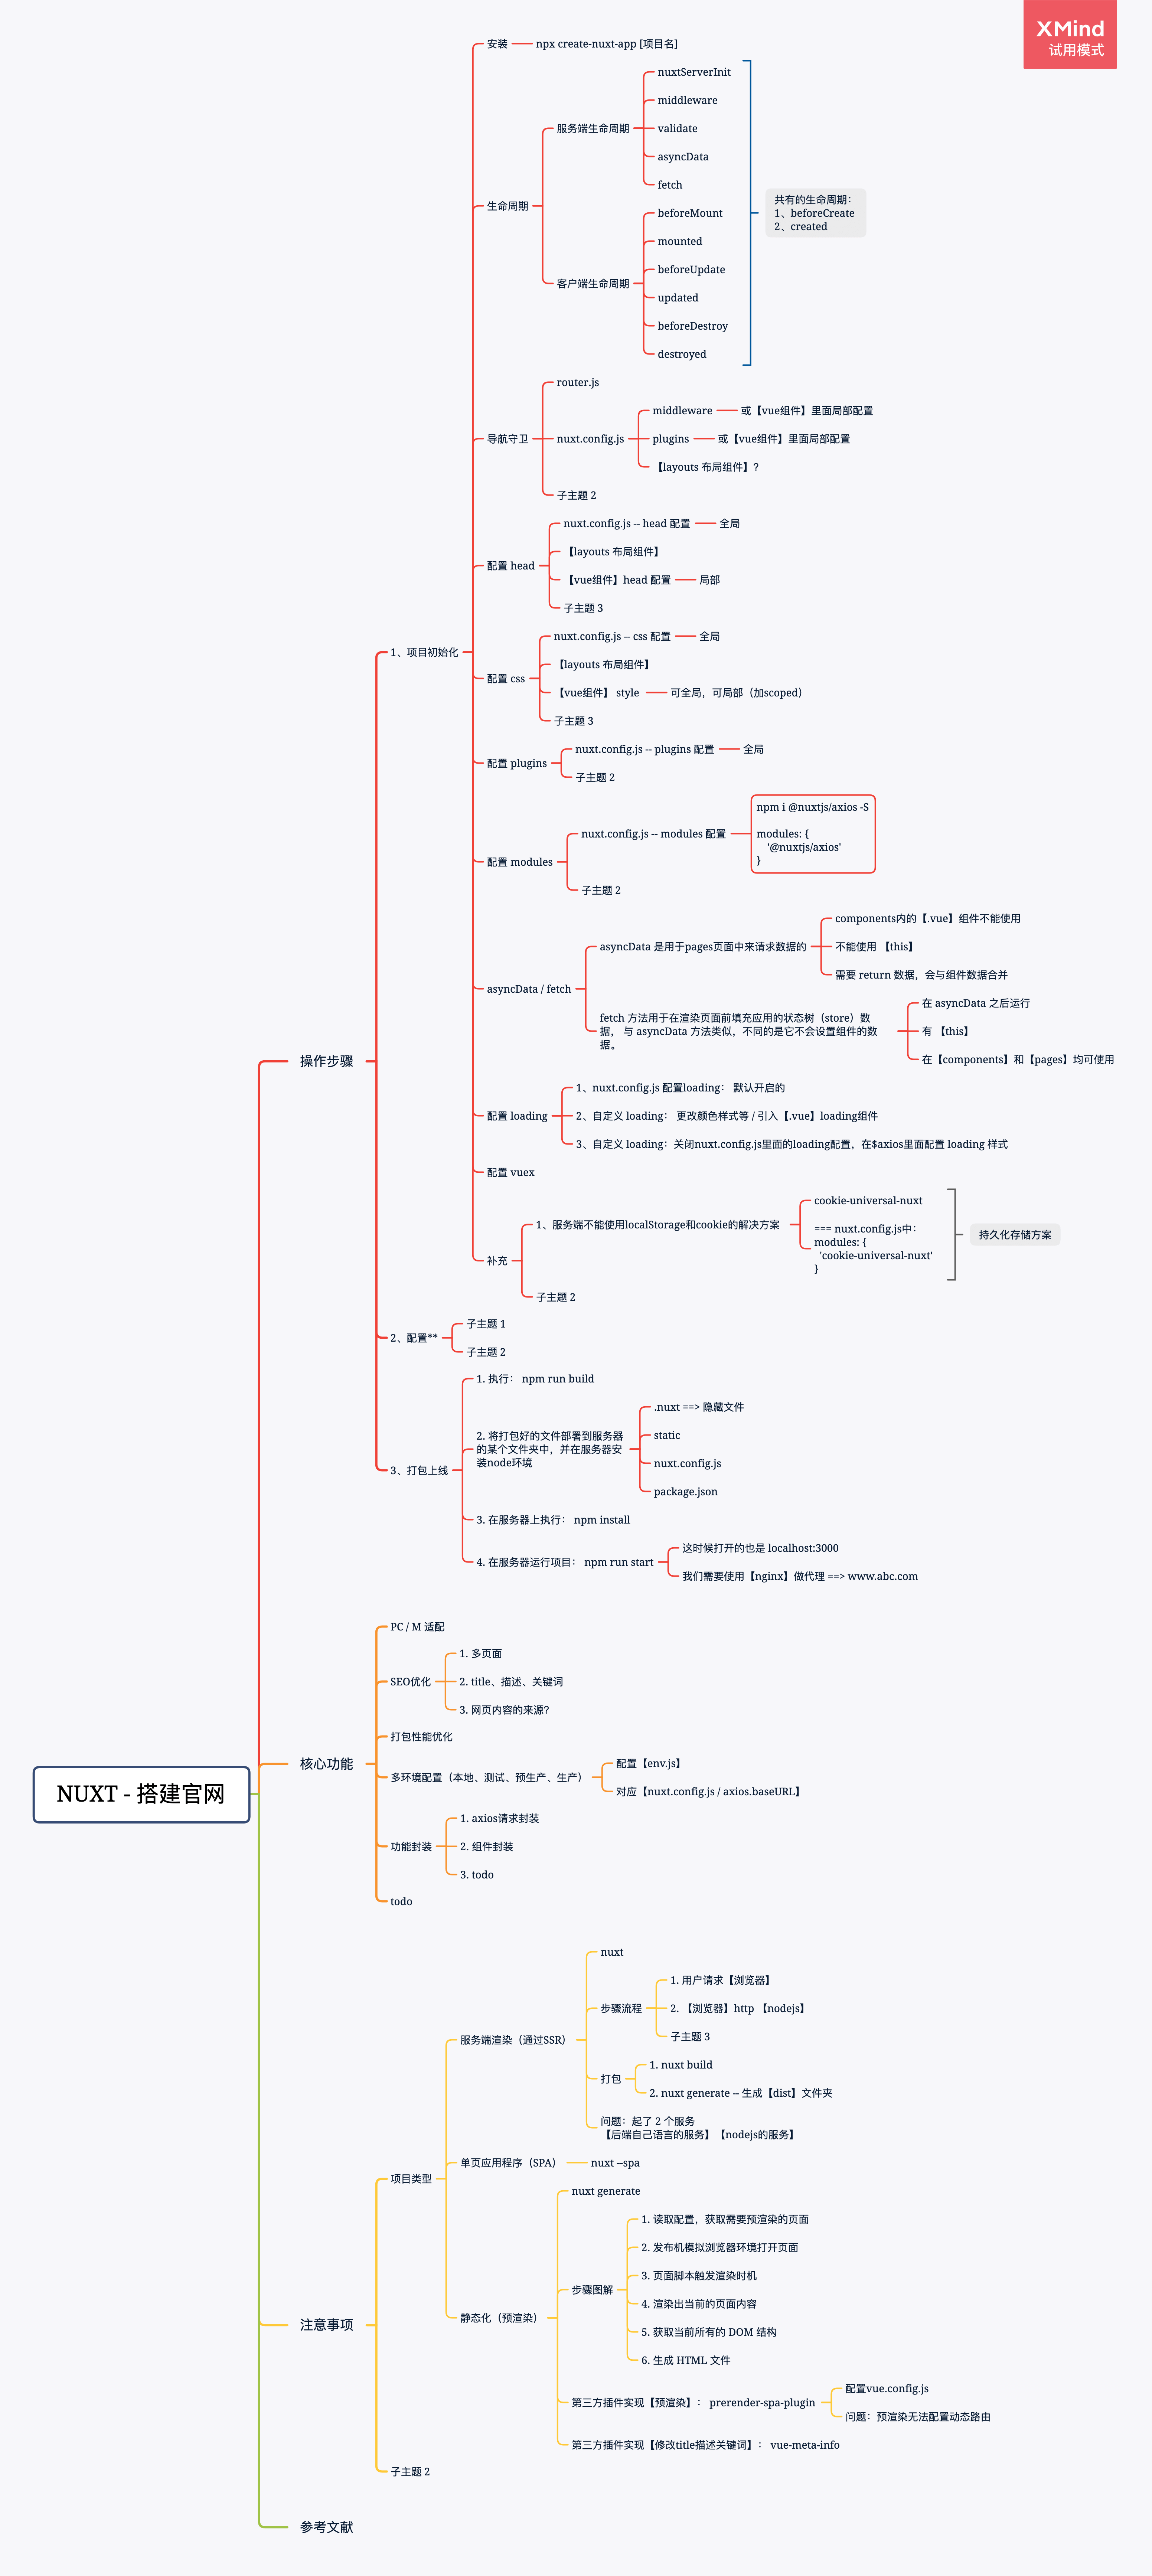 XMind
试用模式
安装
npx create-nuxt-app [项目名]
nuxtServerInit
middleware
服务端生命周期
validate
asyncData
fetch
生命周期
共有的生命周期：
1、beforeCreate
2、created
beforeMount
mounted
beforeUpdate
客户端生命周期
updated
beforeDestroy
destroyed
router.js
middleware
或【vue组件】里面局部配置
导航守卫
nuxt.config.js
plugins
或【vue组件】里面局部配置
【layouts 布局组件】?
子主题 2
nuxt.config.js -- head 配置
全局
【layouts 布局组件】
配置 head
【vue组件】head 配置
局部
子主题 3
nuxt.config.js -- css 配置
全局
1、项目初始化
【layouts 布局组件】
配置 css
【vue组件】 style
可全局，可局部（加scoped）
子主题 3
nuxt.config.js -- plugins 配置
全局
配置 plugins
子主题 2
npm i @nuxtjs/axios -S
nuxt.config.js -- modules 配置
modules: {
'@nuxtjs/axios'
}
配置 modules
子主题 2
components内的【.vue】组件不能使用
asyncData 是用于pages页面中来请求数据的
不能使用 【this】
需要 return 数据，会与组件数据合并
asyncData / fetch
fetch 方法用于在渲染页面前填充应用的状态树（store）数
据， 与 asyncData 方法类似，不同的是它不会设置组件的数
据。
在 asyncData 之后运行
有 【this】
在【components】和【pages】均可使用
操作步骤
1、nuxt.config.js 配置loading： 默认开启的
配置 loading
2、自定义 loading： 更改颜色样式等 / 引入【.vue】loading组件
3、自定义 loading：关闭nuxt.config.js里面的loading配置，在$axios里面配置 loading 样式
配置 vuex
cookie-universal-nuxt
1、服务端不能使用localStorage和cookie的解决方案
=== nuxt.config.js中：
modules: {
'cookie-universal-nuxt'
}
持久化存储方案
补充
子主题 2
子主题 1
2、配置**
子主题 2
1. 执行： npm run build
.nuxt ==> 隐藏文件
2. 将打包好的文件部署到服务器
的某个文件夹中，并在服务器安
装node环境
static
nuxt.config.js
3、打包上线
package.json
3. 在服务器上执行： npm install
这时候打开的也是 localhost:3000
4. 在服务器运行项目： npm run start
我们需要使用【nginx】做代理 ==> www.abc.com
PC / M 适配
1. 多页面
SEO优化
2. title、描述、关键词
3. 网页内容的来源？
打包性能优化
核心功能
配置【env.js】
多环境配置（本地、测试、预生产、生产）
对应【nuxt.config.js / axios.baseURL】
NUXT - 搭建官网
1. axios请求封装
功能封装
2. 组件封装
3. todo
todo
nuxt
1. 用户请求【浏览器】
步骤流程
2. 【浏览器】http 【nodejs】
子主题 3
服务端渲染（通过SSR）
1. nuxt build
打包
2. nuxt generate -- 生成【dist】文件夹
问题：起了 2 个服务
【后端自己语言的服务】【nodejs的服务】
单页应用程序（SPA）
nuxt --spa
项目类型
nuxt generate
1. 读取配置，获取需要预渲染的页面
2. 发布机模拟浏览器环境打开页面
3. 页面脚本触发渲染时机
步骤图解
4. 渲染出当前的页面内容
静态化（预渲染）
注意事项
5. 获取当前所有的 DOM 结构
6. 生成 HTML 文件
配置vue.config.js
第三方插件实现【预渲染】： prerender-spa-plugin
问题：预渲染无法配置动态路由
第三方插件实现【修改title描述关键词】： vue-meta-info
子主题 2
参考文献